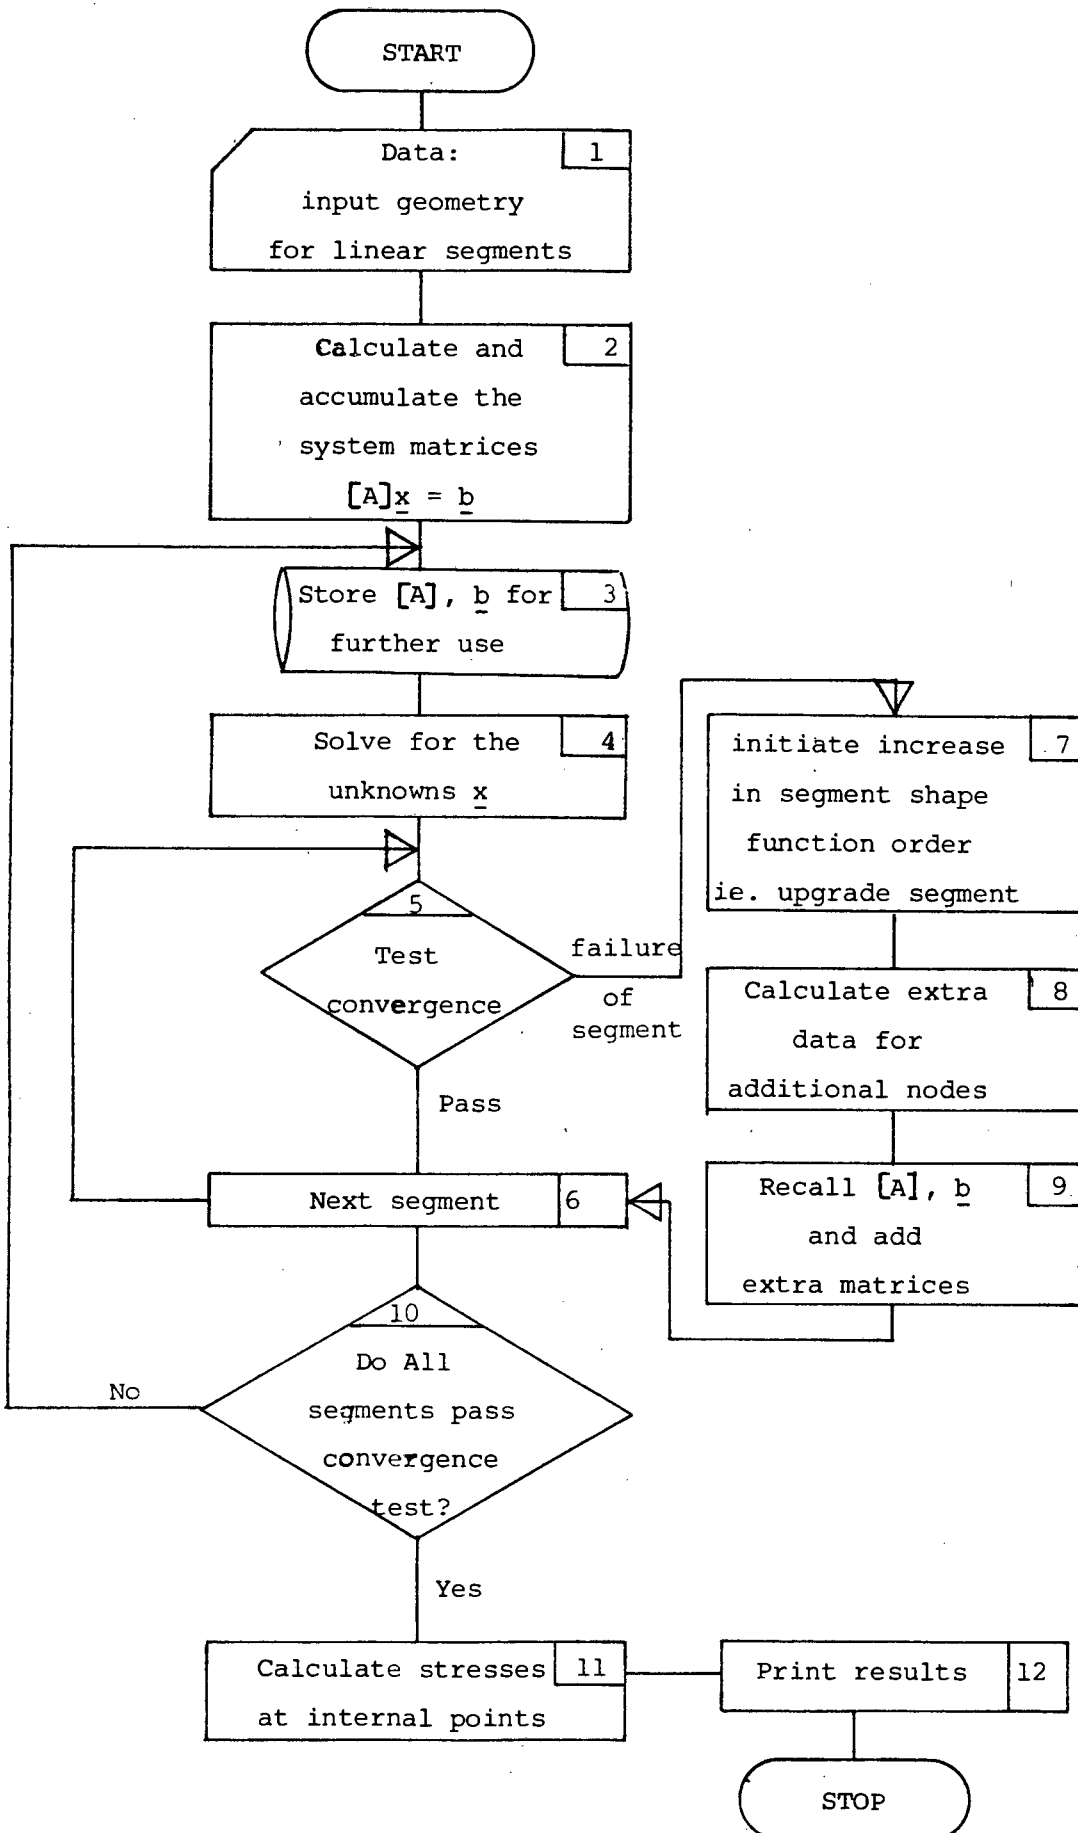 START
Data:
1
input geometry
for linear segments
Calculate and
2
accumulate the
system matrices
[A]x = b
Store [A], b for
3
further use
Solve for the
4
unknowns x
5
Test
convergence
failure
of
segment
Pass
initiate increase
7
in segment shape
function order
ie. upgrade segment
Calculate extra
8
data for
additional nodes
Recall [A], b
9
and add
extra matrices
Next segment
6
10
Do All
segments pass
convergence
test?
No
Yes
Calculate stresses
11
at internal points
Print results
12
STOP